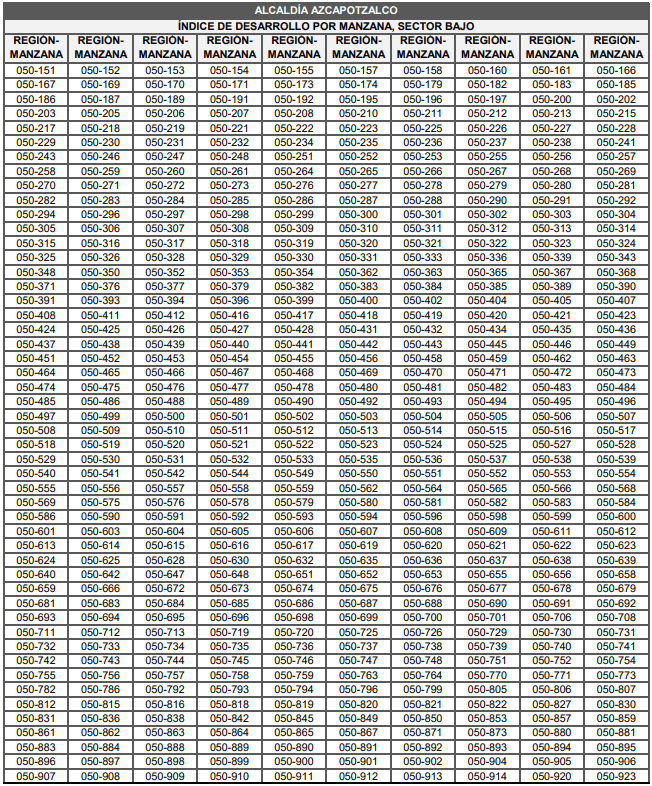 ALCALDÍA AZCAPOTZALCO
ÍNDICE DE DESARROLLO POR MANZANA, SECTOR BAJO
REGIÓN-MANZANA REGIÓN-MANZANA REGIÓN-MANZANA REGIÓN-MANZANA REGIÓN-MANZANA REGIÓN-MANZANA REGIÓN-MANZANA REGIÓN-MANZANA REGIÓN-MANZANA REGIÓN-MANZANA
050-151 050-152 050-153 050-154 050-155 050-157 050-158 050-160 050-161 050-166
050-167 050-169 050-170 050-171 050-173 050-174 050-179 050-182 050-183 050-185
050-186 050-187 050-189 050-191 050-192 050-195 050-196 050-197 050-200 050-202
050-203 050-205 050-206 050-207 050-208 050-210 050-211 050-212 050-213 050-215
050-217 050-218 050-219 050-221 050-222 050-223 050-225 050-226 050-227 050-228
050-229 050-230 050-231 050-232 050-234 050-235 050-236 050-237 050-238 050-241
050-243 050-246 050-247 050-248 050-251 050-252 050-253 050-255 050-256 050-257
050-258 050-259 050-260 050-261 050-264 050-265 050-266 050-267 050-268 050-269
050-270 050-271 050-272 050-273 050-276 050-277 050-278 050-279 050-280 050-281
050-282 050-283 050-284 050-285 050-286 050-287 050-288 050-290 050-291 050-292
050-294 050-296 050-297 050-298 050-299 050-300 050-301 050-302 050-303 050-304
050-305 050-306 050-307 050-308 050-309 050-310 050-311 050-312 050-313 050-314
050-315 050-316 050-317 050-318 050-319 050-320 050-321 050-322 050-323 050-324
050-325 050-326 050-328 050-329 050-330 050-331 050-333 050-336 050-339 050-343
050-348 050-350 050-352 050-353 050-354 050-362 050-363 050-365 050-367 050-368
050-371 050-376 050-377 050-379 050-382 050-383 050-384 050-385 050-389 050-390
050-391 050-393 050-394 050-396 050-399 050-400 050-402 050-404 050-405 050-407
050-408 050-411 050-412 050-416 050-417 050-418 050-419 050-420 050-421 050-423
050-424 050-425 050-426 050-427 050-428 050-431 050-432 050-434 050-435 050-436
050-437 050-438 050-439 050-440 050-441 050-442 050-443 050-445 050-446 050-449
050-451 050-452 050-453 050-454 050-455 050-456 050-458 050-459 050-462 050-463
050-464 050-465 050-466 050-467 050-468 050-469 050-470 050-471 050-472 050-473
050-474 050-475 050-476 050-477 050-478 050-480 050-481 050-482 050-483 050-484
050-485 050-486 050-488 050-489 050-490 050-492 050-493 050-494 050-495 050-496
050-497 050-499 050-500 050-501 050-502 050-503 050-504 050-505 050-506 050-507
050-508 050-509 050-510 050-511 050-512 050-513 050-514 050-515 050-516 050-517
050-518 050-519 050-520 050-521 050-522 050-523 050-524 050-525 050-527 050-528
050-529 050-530 050-531 050-532 050-533 050-535 050-536 050-537 050-538 050-539
050-540 050-541 050-542 050-544 050-549 050-550 050-551 050-552 050-553 050-554
050-555 050-556 050-557 050-558 050-559 050-562 050-564 050-565 050-566 050-568
050-569 050-575 050-576 050-578 050-579 050-580 050-581 050-582 050-583 050-584
050-586 050-590 050-591 050-592 050-593 050-594 050-596 050-598 050-599 050-600
050-601 050-603 050-604 050-605 050-606 050-607 050-608 050-609 050-611 050-612
050-613 050-614 050-615 050-616 050-617 050-619 050-620 050-621 050-622 050-623
050-624 050-625 050-628 050-630 050-632 050-635 050-636 050-637 050-638 050-639
050-640 050-642 050-647 050-648 050-651 050-652 050-653 050-655 050-656 050-658
050-659 050-666 050-672 050-673 050-674 050-675 050-676 050-677 050-678 050-679
050-681 050-683 050-684 050-685 050-686 050-687 050-688 050-690 050-691 050-692
050-693 050-694 050-695 050-696 050-698 050-699 050-700 050-701 050-706 050-708
050-711 050-712 050-713 050-719 050-720 050-725 050-726 050-729 050-730 050-731
050-732 050-733 050-734 050-735 050-736 050-737 050-738 050-739 050-740 050-741
050-742 050-743 050-744 050-745 050-746 050-747 050-748 050-751 050-752 050-754
050-755 050-756 050-757 050-758 050-759 050-763 050-764 050-770 050-771 050-773
050-782 050-786 050-792 050-793 050-794 050-796 050-799 050-805 050-806 050-807
050-812 050-815 050-816 050-818 050-819 050-820 050-821 050-822 050-827 050-830
050-831 050-836 050-838 050-842 050-845 050-849 050-850 050-853 050-857 050-859
050-861 050-862 050-863 050-864 050-865 050-867 050-871 050-873 050-880 050-881
050-883 050-884 050-888 050-889 050-890 050-891 050-892 050-893 050-894 050-895
050-896 050-897 050-898 050-899 050-900 050-901 050-902 050-904 050-905 050-906
050-907 050-908 050-909 050-910 050-911 050-912 050-913 050-914 050-920 050-923